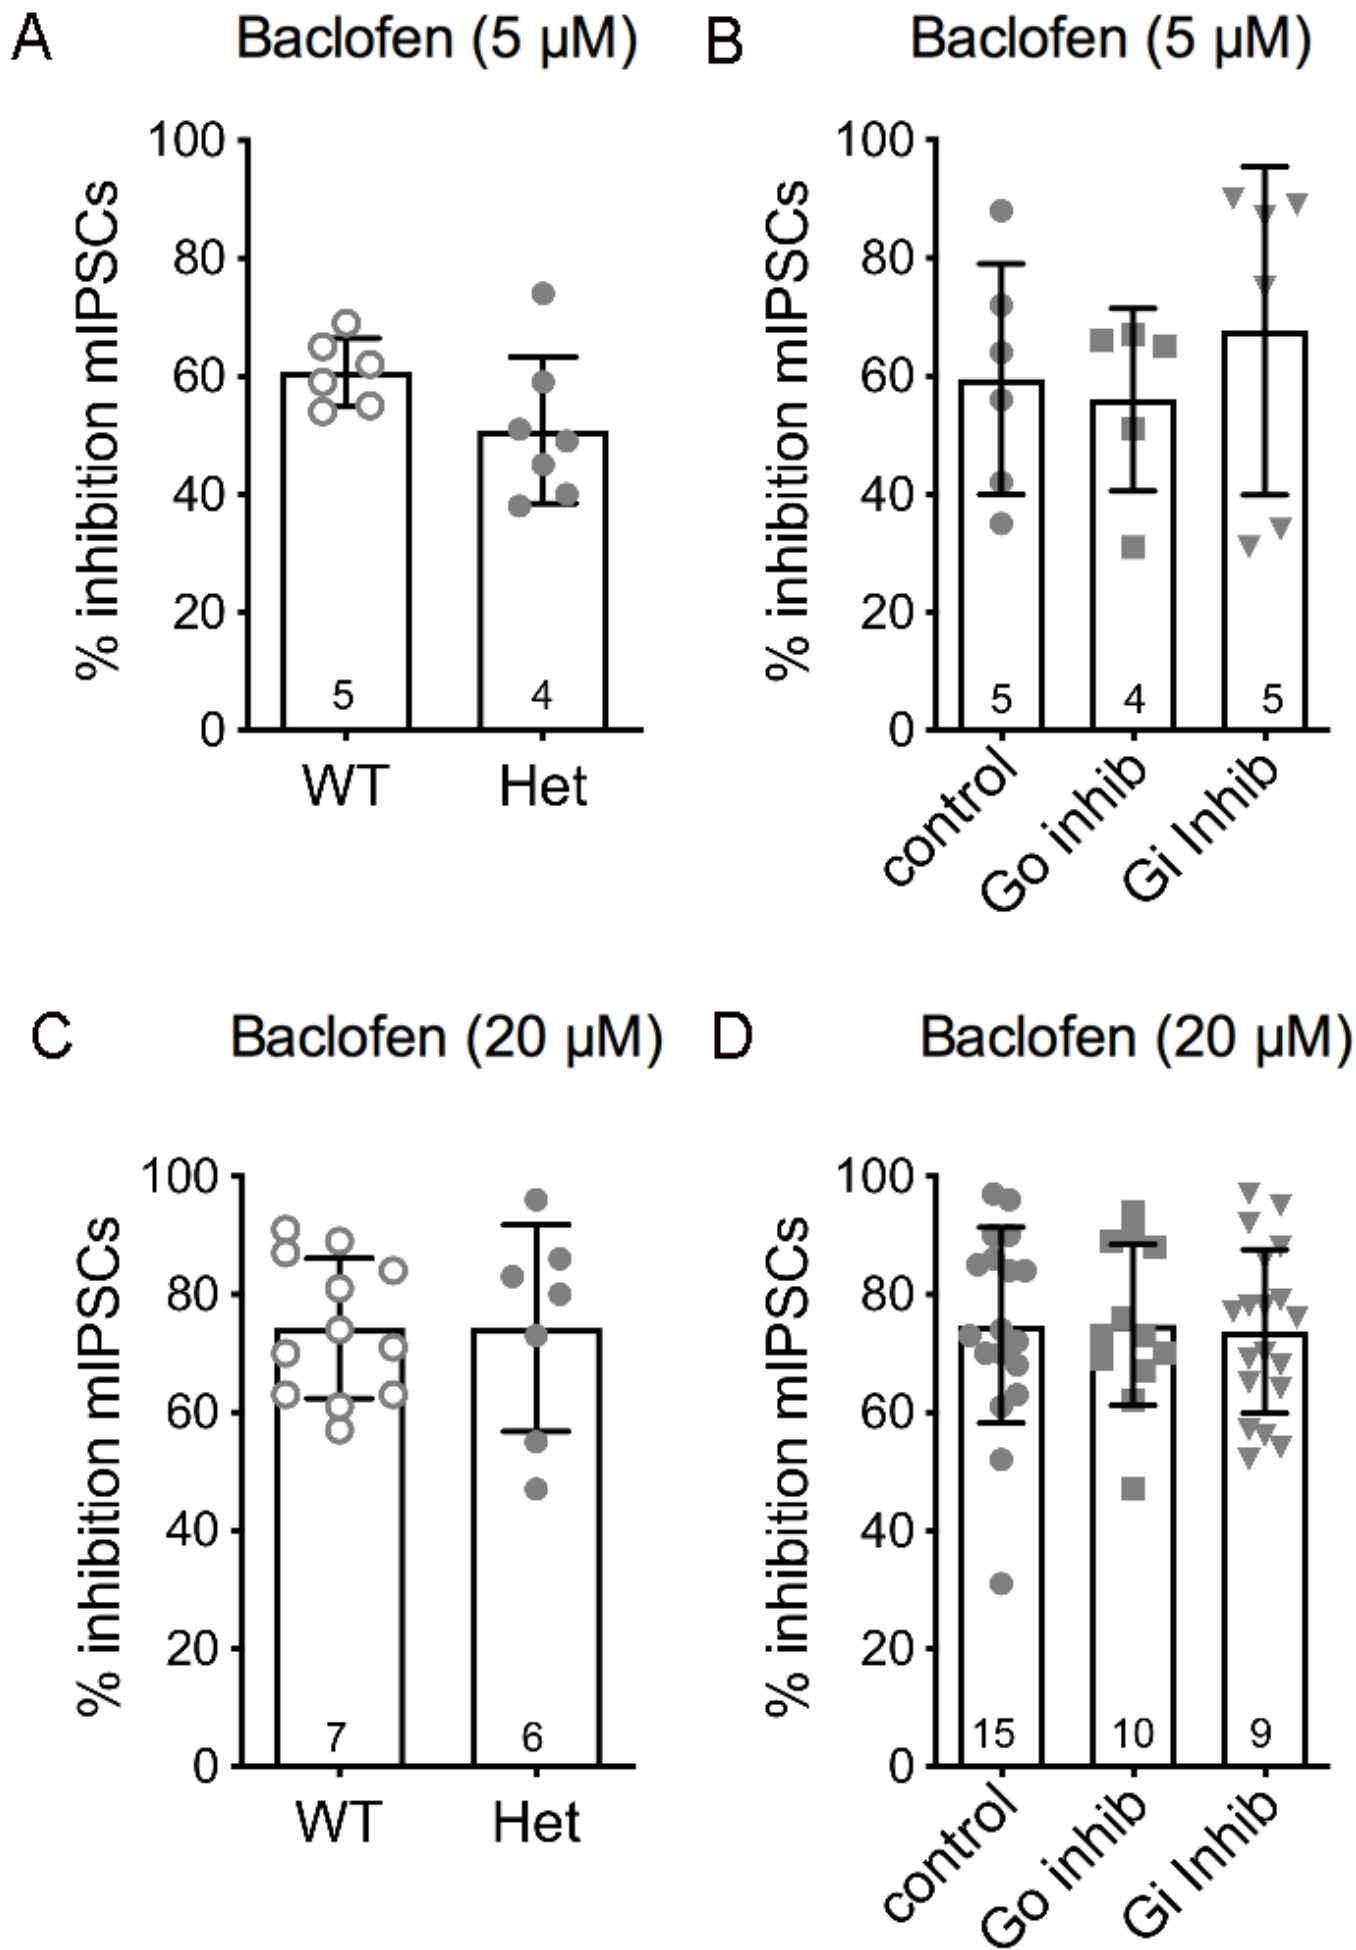 A
Baclofen (5 µM)
% inhibition mIPSCs
100
80
60
40
20
0
5
4
WT
Het
B
Baclofen (5 µM)
% inhibition mIPSCs
100
80
60
40
20
0
5
4
5
control
Go inhib
Gi Inhib
C
Baclofen (20 µM)
% inhibition mIPSCs
100
80
60
40
20
0
7
6
WT
Het
D
Baclofen (20 µM)
% inhibition mIPSCs
100
80
60
40
20
0
15
10
9
control
Go inhib
Gi Inhib